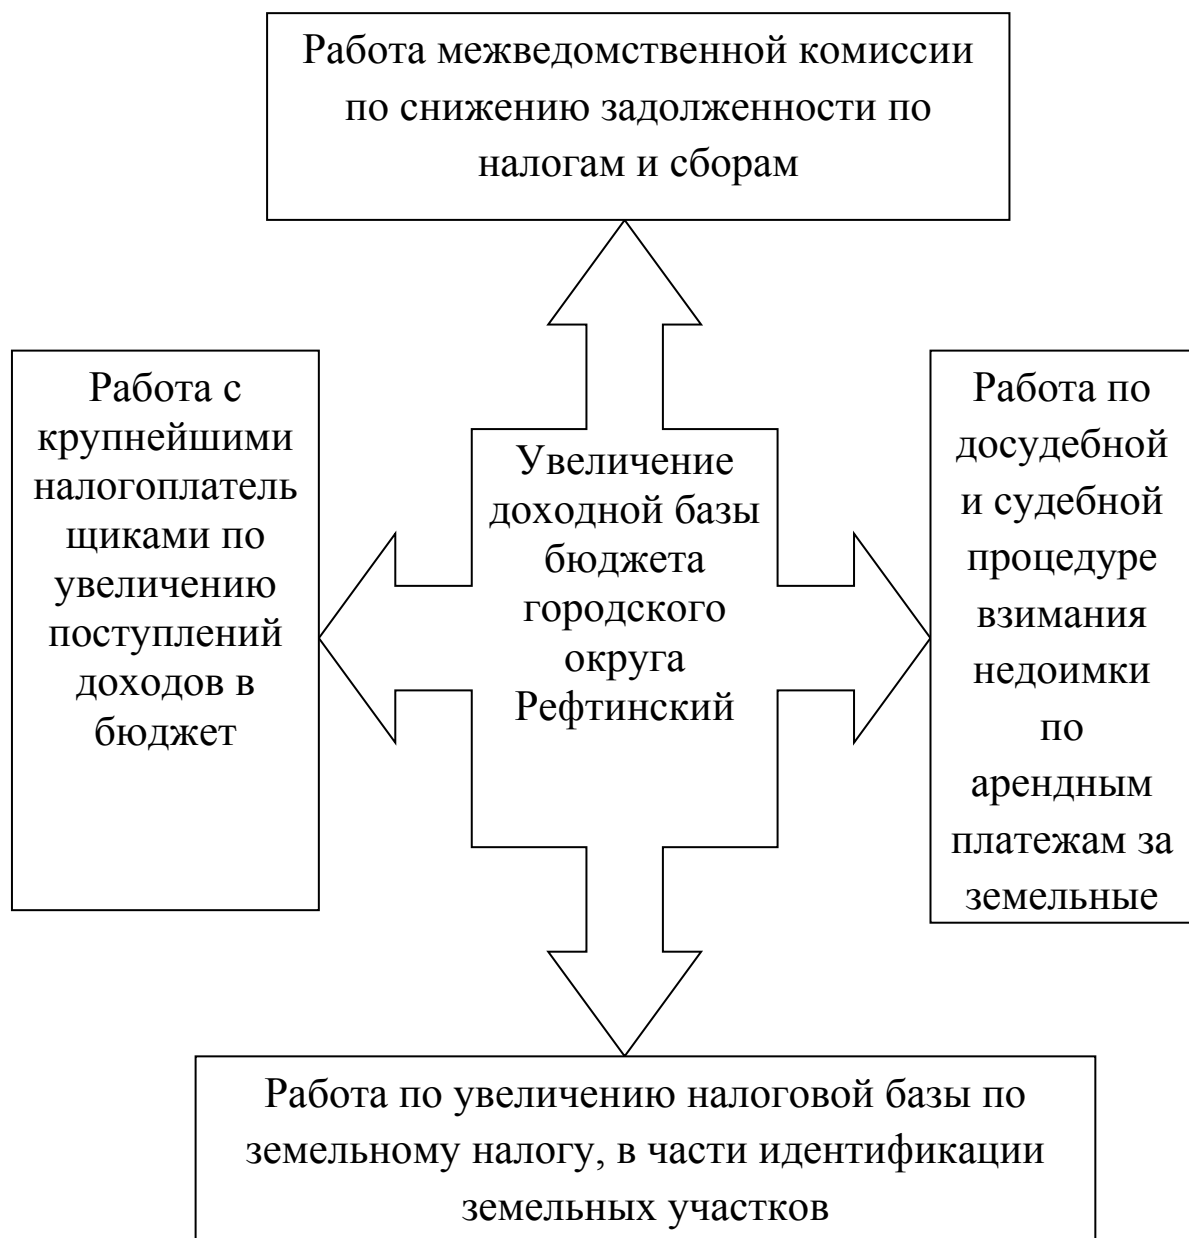 Работа межведомственной комиссии
по снижению задолженности по
налогам и сборам
Работа с
крупнейшими
налогоплатель
щиками по
увеличению
поступлений
доходов в
бюджет
Увеличение
доходной базы
бюджета
городского
округа
Рефтинский
Работа по
досудебной
и судебной
процедуре
взимания
недоимки
по
арендным
платежам за
земельные
Работа по увеличению налоговой базы по
земельному налогу, в части идентификации
земельных участков